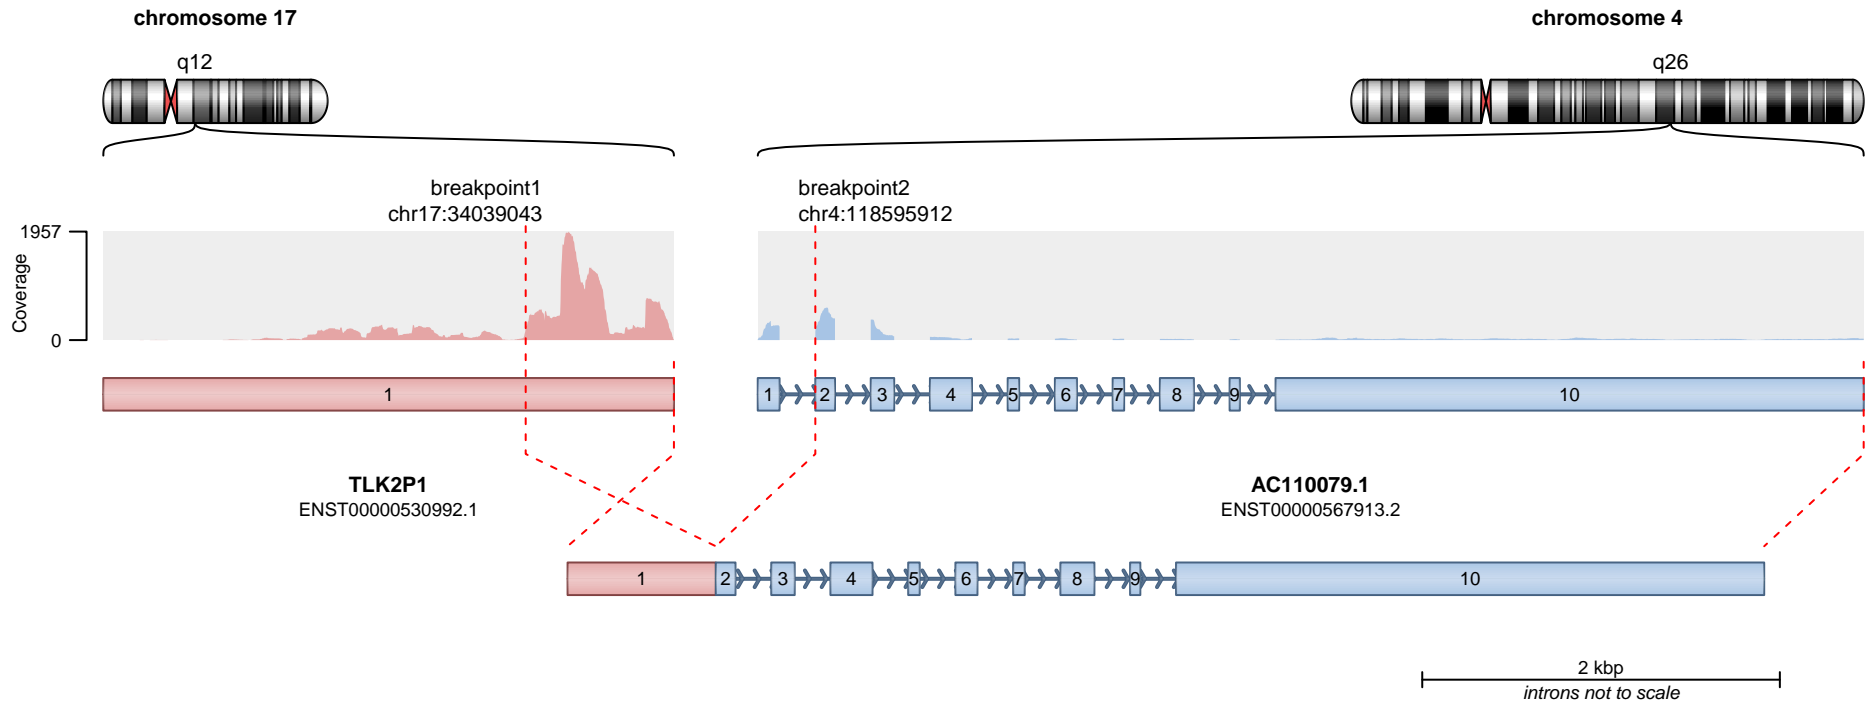 chromosome 17
chromosome 4
q12
q26
breakpoint1
chr17:34039043
breakpoint2
chr4:118595912
1957
0
Coverage
1
1 2 3 4 5 6 7 8 9 10
TLK2P1
ENST00000530992.1
AC110079.1
ENST00000567913.2
1 2 3 4 5 6 7 8 9 10
2 kbp
introns not to scale